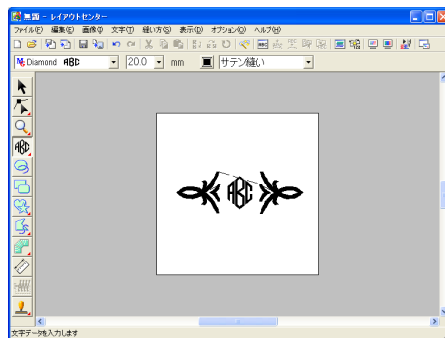 無題 - レイアウトセンター
ファイル(F) 編集(E) 画像(I) 文字(T) 縫い方(S) 表示(D) オプション(O) ヘルプ(H)
Diamond ABC 20.0 mm サテン縫い
ABC
ABC
文字データを入力します